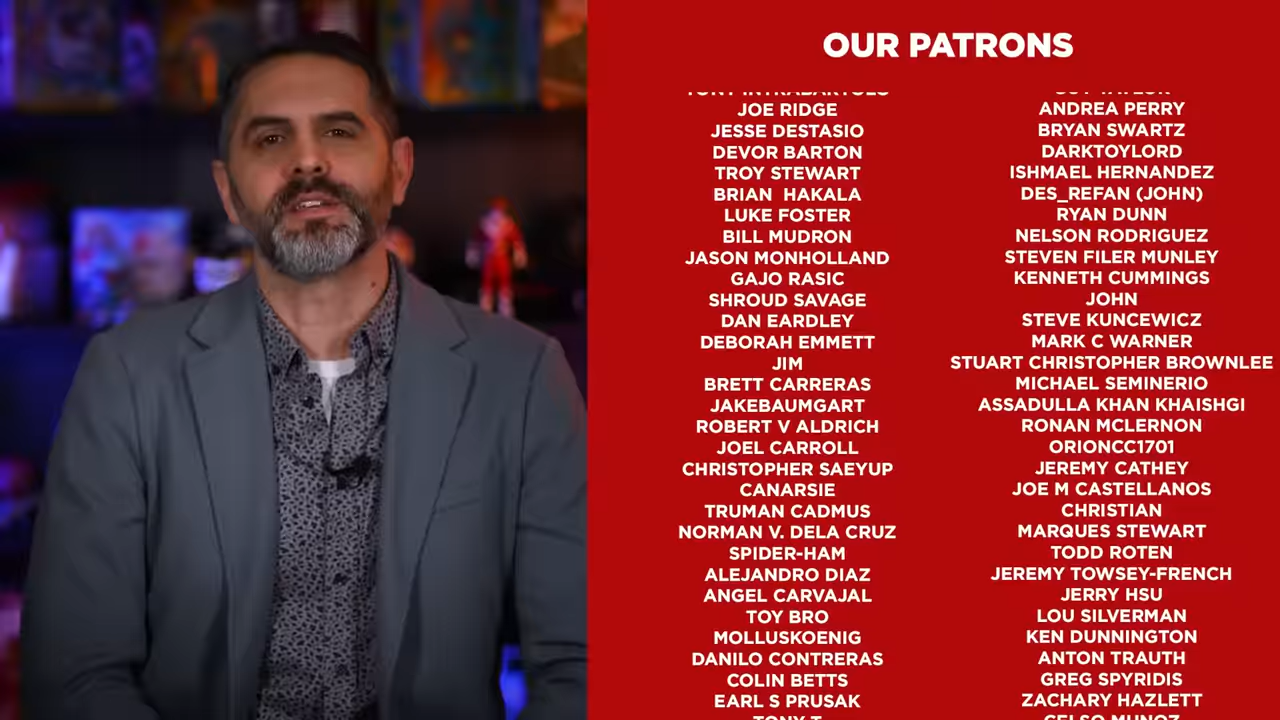 OUR PATRONS
JOE RIDGE
JESSE DESTASIO
DEVOR BARTON
TROY STEWART
BRIAN HAKALA
LUKE FOSTER
BILL MUDRON
JASON MONHOLLAND
GAJO RASIC
SHROUD SAVAGE
DAN EARDLEY
DEBORAH EMMETT
JIM
BRETT CARRERAS
JAKEBAUMGART
ROBERT V ALDRICH
JOEL CARROLL
CHRISTOPHER SAEYUP
CANARSIE
TRUMAN CADMUS
NORMAN V. DELA CRUZ
SPIDER-HAM
ALEJANDRO DIAZ
ANGEL CARVAJAL
TOY BRO
MOLLUSKOENIG
DANILO CONTRERAS
COLIN BETTS
EARL S PRUSAK
TONY T
ANDREA PERRY
BRYAN SWARTZ
DARKTOYLORD
ISHMAEL HERNANDEZ
DES_REFAN (JOHN)
RYAN DUNN
NELSON RODRIGUEZ
STEVEN FILER MUNLEY
KENNETH CUMMINGS
JOHN
STEVE KUNCEWICZ
MARK C WARNER
STUART CHRISTOPHER BROWNLEE
MICHAEL SEMINERIO
ASSADULLA KHAN KHAISHGI
RONAN MCLERNON
ORIONCC1701
JEREMY CATHEY
JOE M CASTELLANOS
CHRISTIAN
MARQUES STEWART
TODD ROTEN
JEREMY TOWSEY-FRENCH
JERRY HSU
LOU SILVERMAN
KEN DUNNINGTON
ANTON TRAUTH
GREG SPYRIDIS
ZACHARY HAZLETT
CELSO MUNOZ